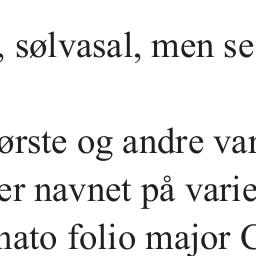 , sølvasal, men se
ørste og andre var
er navnet på varie
nato folio major C